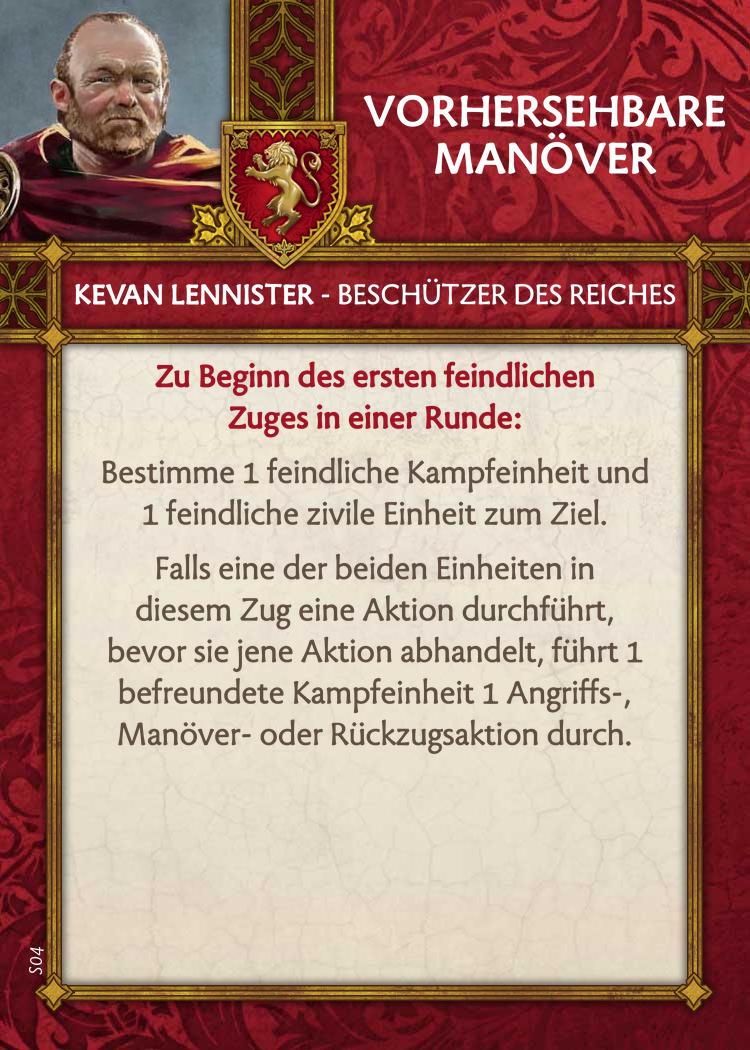 VORHERSEHBARE
MANÖVER
KEVAN LENNISTER - BESCHÜTZER DES REICHES
Zu Beginn des ersten feindlichen
Zuges in einer Runde:
Bestimme 1 feindliche Kampfeinheit und
1 feindliche zivile Einheit zum Ziel.
Falls eine der beiden Einheiten in
diesem Zug eine Aktion durchführt,
bevor sie jene Aktion abhandelt, führt 1
befreundete Kampfeinheit 1 Angriffs-,
Manöver- oder Rückzugsaktion durch.
S04